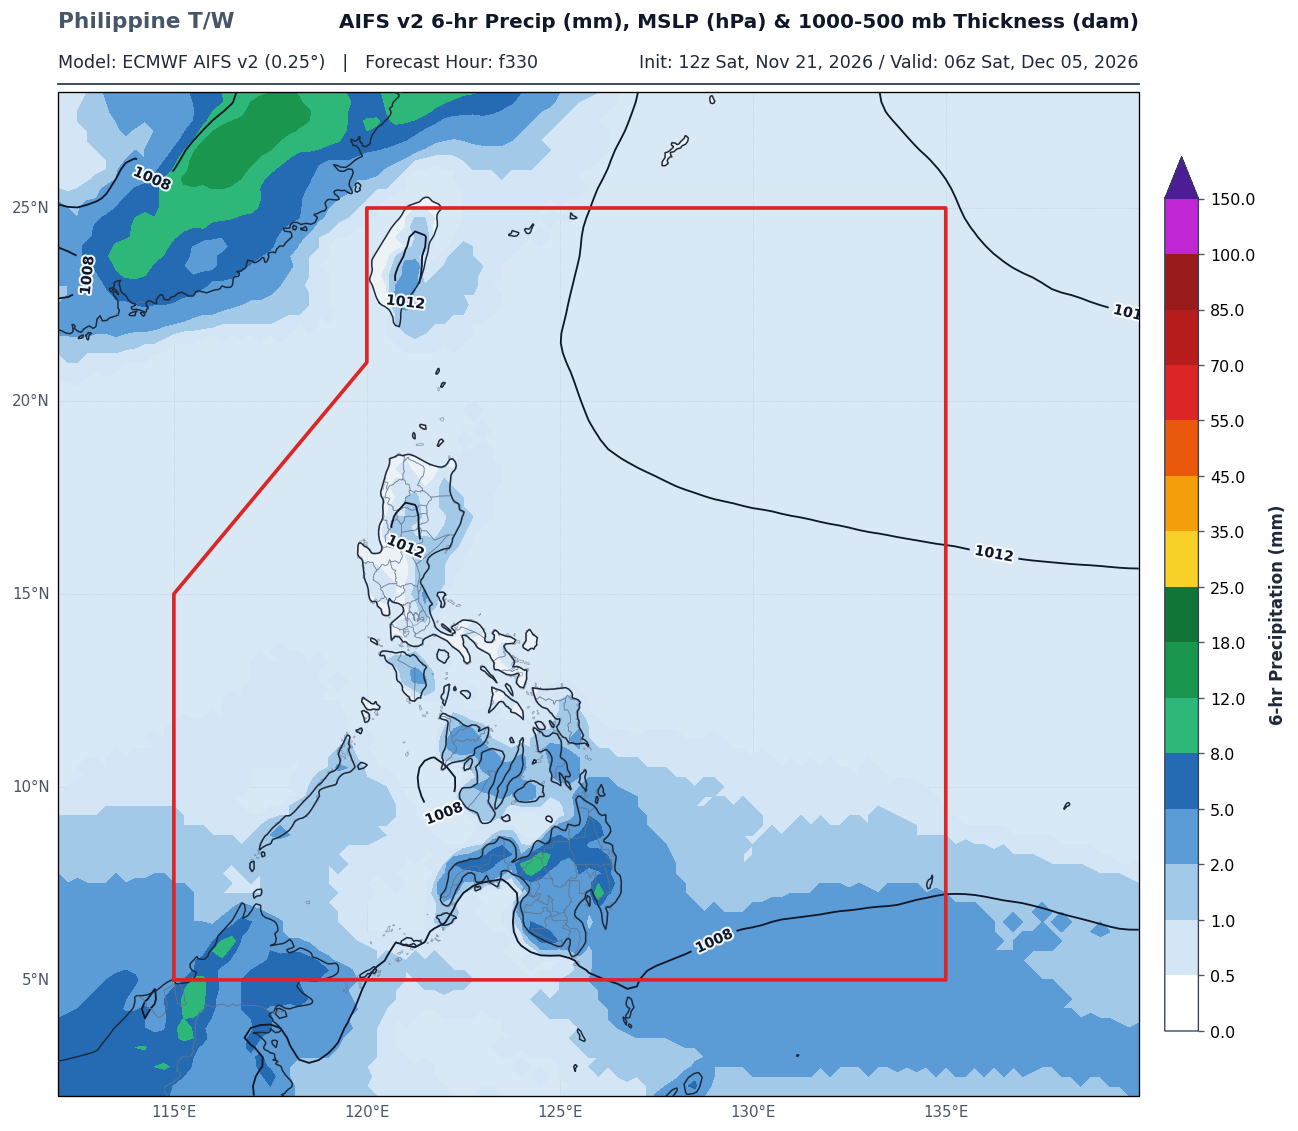 Philippine T/W
AIFS v2 6-hr Precip (mm), MSLP (hPa) & 1000-500 mb Thickness (dam)
Model: ECMWF AIFS v2 (0.25°) | Forecast Hour: f330
Init: 12z Sat, Nov 21, 2026 / Valid: 06z Sat, Dec 05, 2026
1008
1008
1012
101
1012
1012
1008
1008
25°N
20°N
15°N
10°N
5°N
115°E
120°E
125°E
130°E
135°E
150.0
100.0
85.0
70.0
55.0
45.0
35.0
25.0
18.0
12.0
8.0
5.0
2.0
1.0
0.5
0.0
6-hr Precipitation (mm)